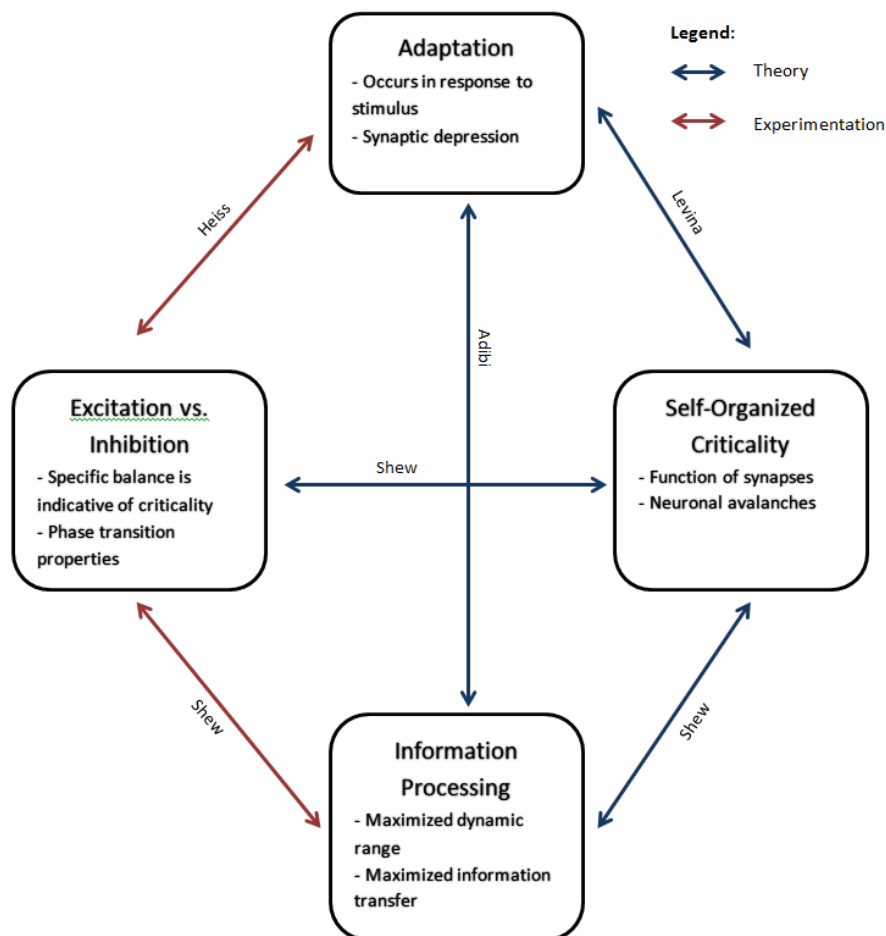 Adaptation
- Occurs in response to
stimulus
- Synaptic depression
Legend:
Theory
Experimentation
Heiss
Levina
Adibi
Excitation vs.
Inhibition
- Specific balance is
indicative of criticality
- Phase transition
properties
Shew
Self-Organized
Criticality
- Function of synapses
- Neuronal avalanches
Shew
Shew
Information
Processing
- Maximized dynamic
range
- Maximized information
transfer